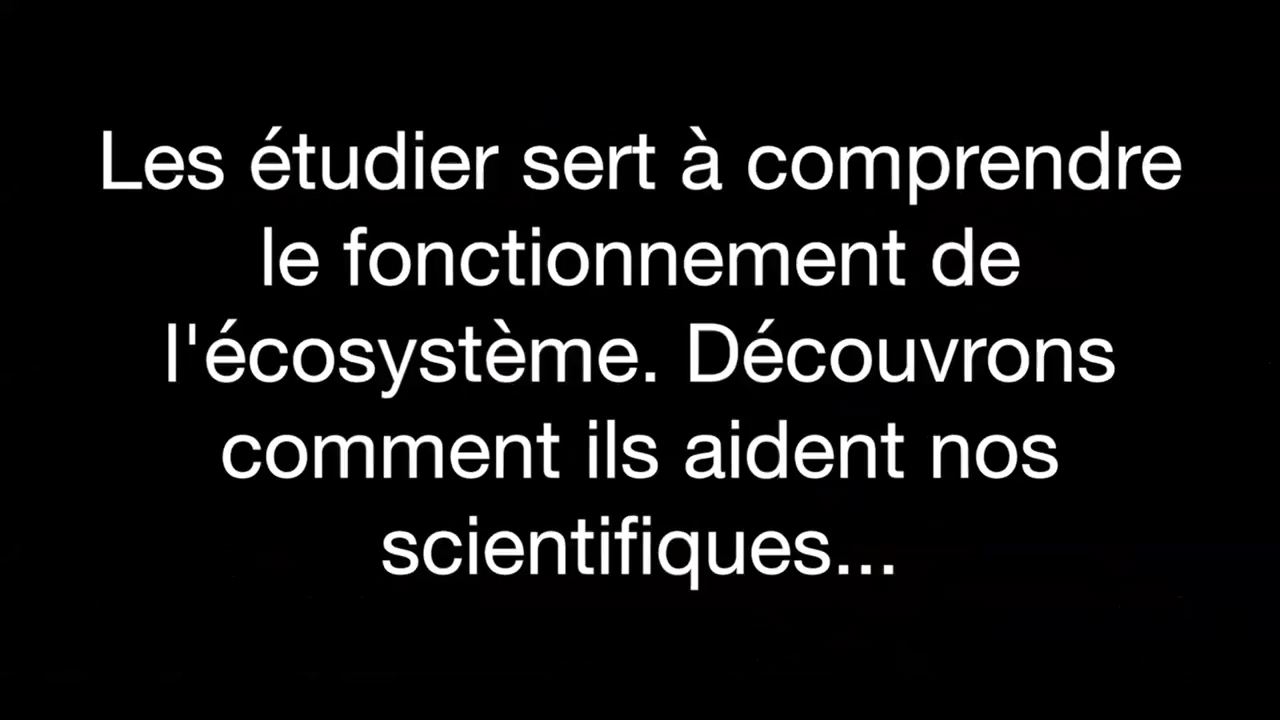 Les étudier sert à comprendre
le fonctionnement de
l'écosystème. Découvrons
comment ils aident nos
scientifiques...